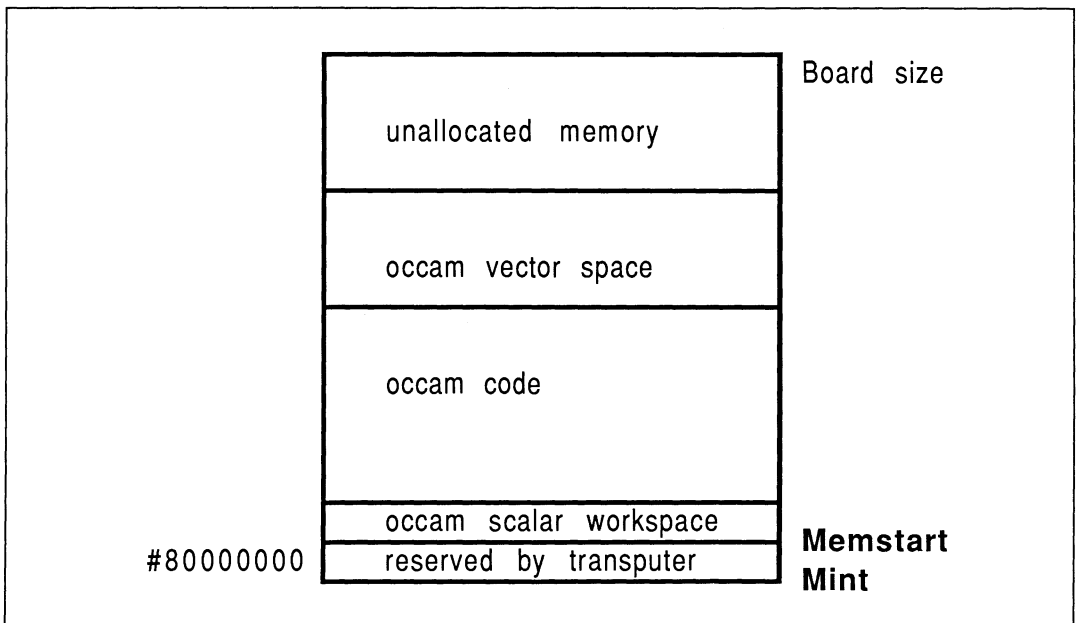 Board size
unallocated memory
occam vector space
occam code
occam scalar workspace
Memstart
#80000000
reserved by transputer
Mint